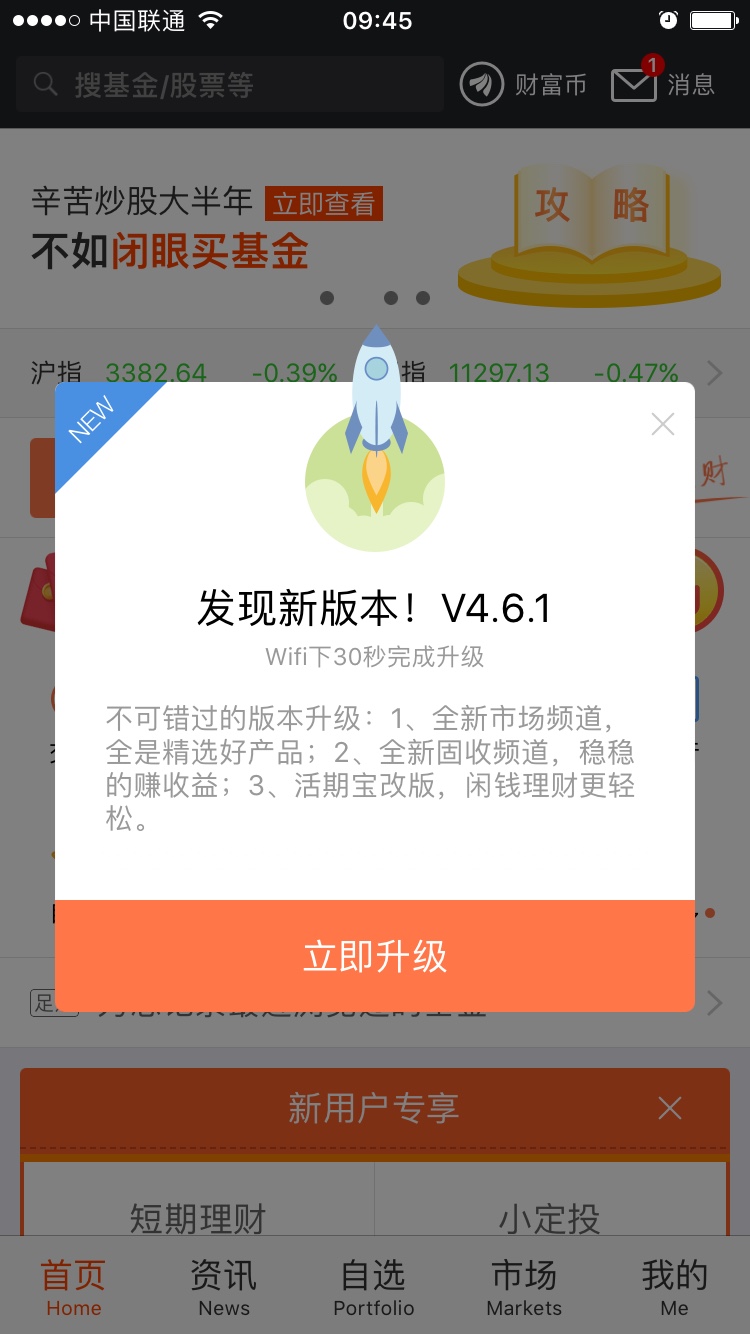 中国联通
09:45
搜基金/股票等
财富币
1
消息
辛苦炒股大半年 立即查看
不如闭眼买基金
攻 略
沪指 3382.64 -0.39%
指 11297.13 -0.47%
NEW
财
发现新版本！V4.6.1
Wifi下30秒完成升级
不可错过的版本升级：1、全新市场频道，
全是精选好产品；2、全新固收频道，稳稳
的赚收益；3、活期宝改版，闲钱理财更轻
松。
立即升级
足
新用户专享
短期理财
小定投
首页 资讯 自选 市场 我的
Home News Portfolio Markets Me